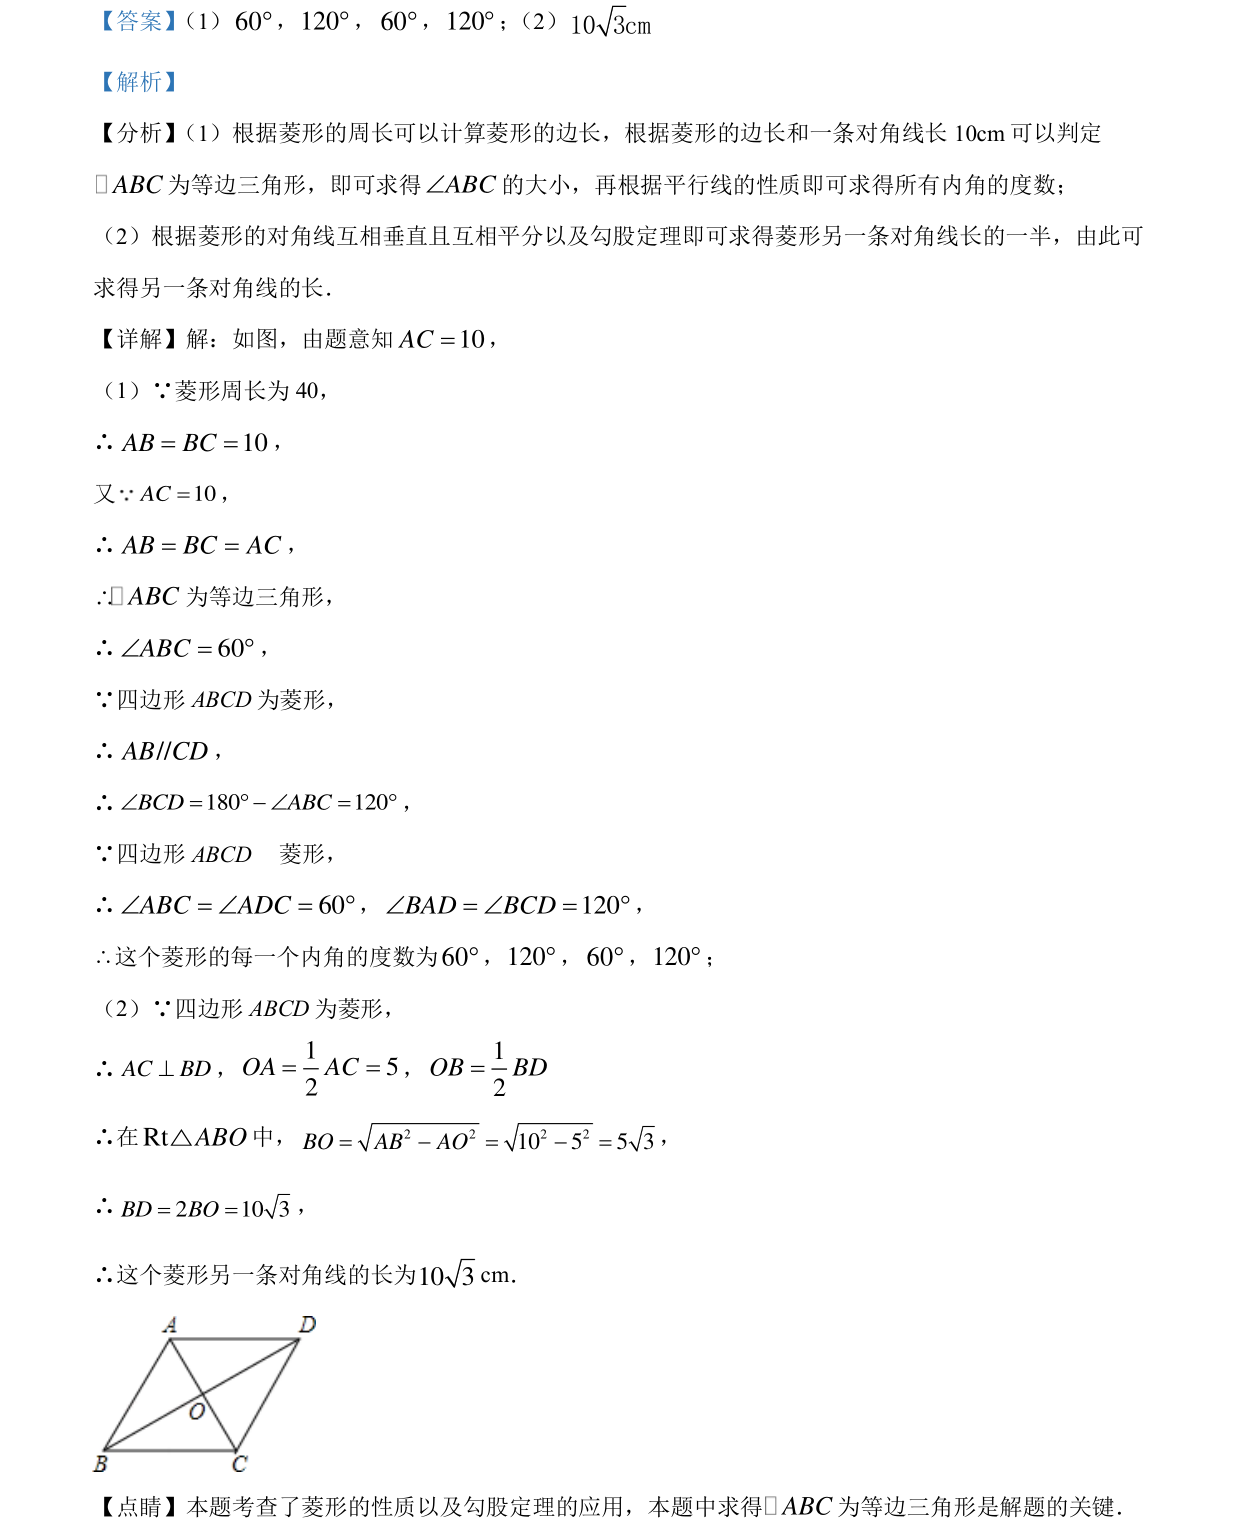 【答案】（1）60°，120°，60°，120°；（2）10√3cm
【解析】
【分析】（1）根据菱形的周长可以计算菱形的边长，根据菱形的边长和一条对角线长 10cm 可以判定
□ABC 为等边三角形，即可求得∠ABC 的大小，再根据平行线的性质即可求得所有内角的度数；
（2）根据菱形的对角线互相垂直且互相平分以及勾股定理即可求得菱形另一条对角线长的一半，由此可
求得另一条对角线的长．
【详解】解：如图，由题意知 AC＝10，
（1）∵菱形周长为 40，
∴ AB＝BC＝10，
又∵ AC＝10，
∴ AB＝BC＝AC，
∴□ABC 为等边三角形，
∴ ∠ABC＝60°，
∵四边形 ABCD 为菱形，
∴ AB//CD，
∴ ∠BCD＝180°－∠ABC＝120°，
∵四边形 ABCD 菱形，
∴ ∠ABC＝∠ADC＝60°，∠BAD＝∠BCD＝120°，
∴这个菱形的每一个内角的度数为60°，120°，60°，120°；
（2）∵四边形 ABCD 为菱形，
∴ AC⊥BD，OA＝1/2 AC＝5，OB＝1/2 BD
∴在 Rt△ABO 中，BO＝√(AB²－AO²)＝√(10²－5²)＝5√3，
∴ BD＝2BO＝10√3，
∴这个菱形另一条对角线的长为10√3 cm．
A D
O
B C
【点睛】本题考查了菱形的性质以及勾股定理的应用，本题中求得□ABC 为等边三角形是解题的关键．